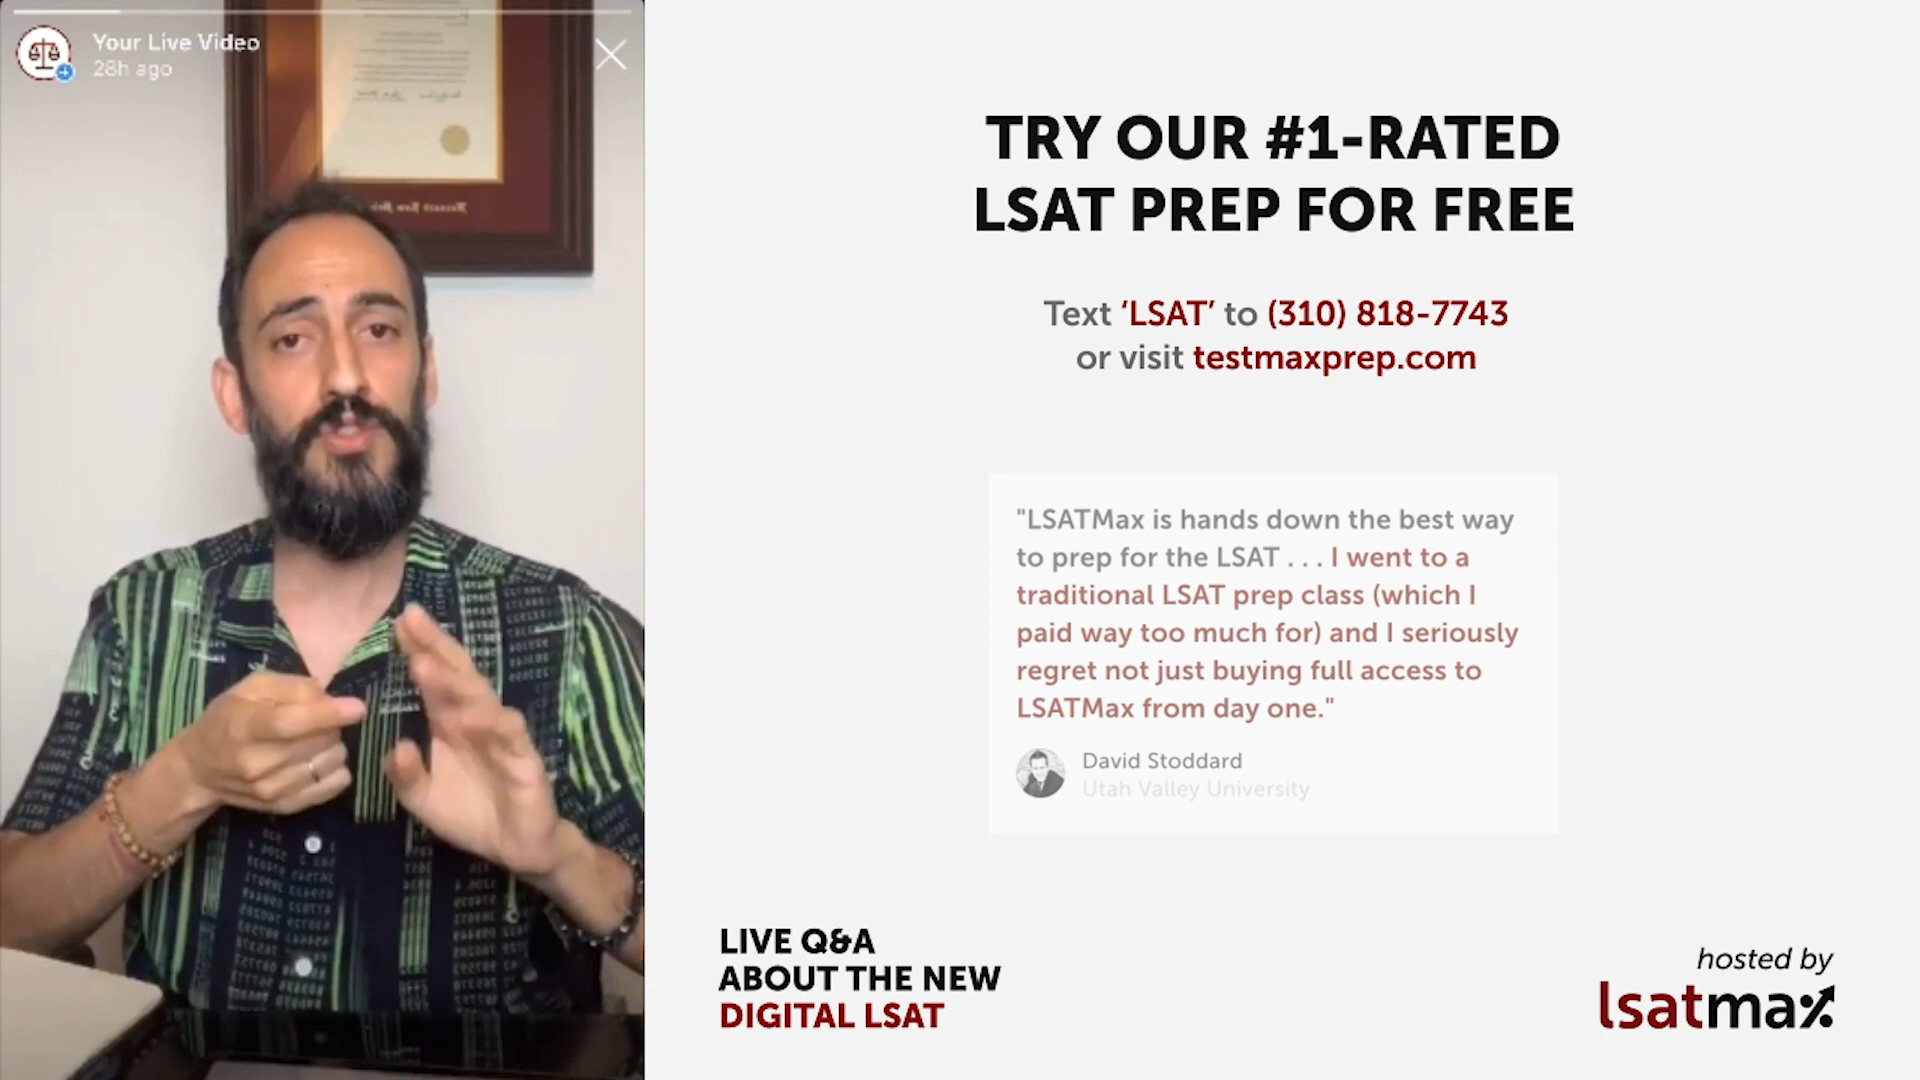 Your Live Video
28h ago
TRY OUR #1-RATED
LSAT PREP FOR FREE
Text ‘LSAT’ to (310) 818-7743
or visit testmaxprep.com
"LSATMax is hands down the best way
to prep for the LSAT . . . I went to a
traditional LSAT prep class (which I
paid way too much for) and I seriously
regret not just buying full access to
LSATMax from day one."
David Stoddard
Utah Valley University
LIVE Q&A
ABOUT THE NEW
DIGITAL LSAT
hosted by
lsatmax